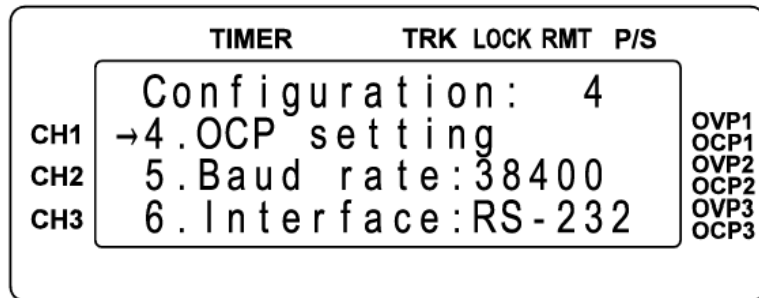 TIMER TRK LOCK RMT P/S
Configuration: 4
CH1 →4.OCP setting OVP1 OCP1
CH2 5.Baud rate:38400 OVP2 OCP2
CH3 6.Interface:RS-232 OVP3 OCP3